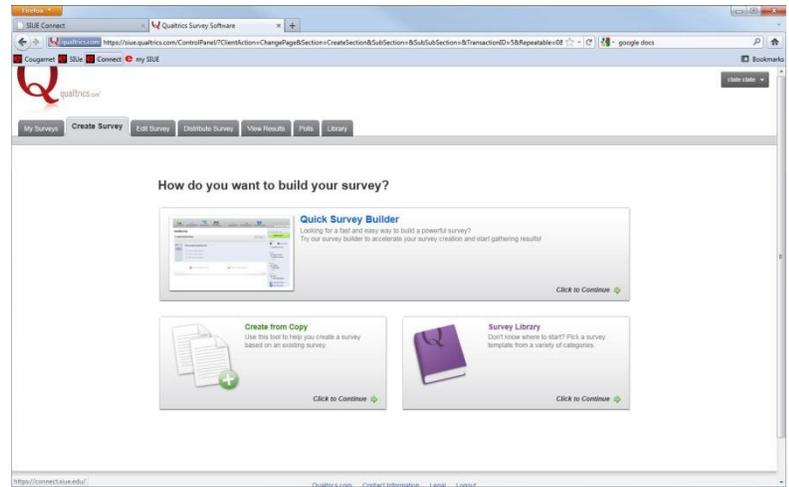 Firefox
SIUE Connect
Qualtrics Survey Software
qualtrics.com https://siue.qualtrics.com/ControlPanel/?ClientAction=ChangePage&Section=CreateSection&SubSection=&SubSubSection=&TransactionID=5&Repeatable=0
google docs
Cougarnet SIUe Connect my SIUE
Bookmarks
qualtrics.com
clate clate
My Surveys Create Survey Edit Survey Distribute Survey View Results Polls Library
How do you want to build your survey?
Quick Survey Builder
Looking for a fast and easy way to build a powerful survey?
Try our survey builder to accelerate your survey creation and start gathering results!
Click to Continue
Create from Copy
Use this tool to help you create a survey
based on an existing survey.
Click to Continue
Survey Library
Don't know where to start? Pick a survey
template from a variety of categories.
Click to Continue
https://connect.siue.edu/
Qualtrics.com Contact Information Legal Logout